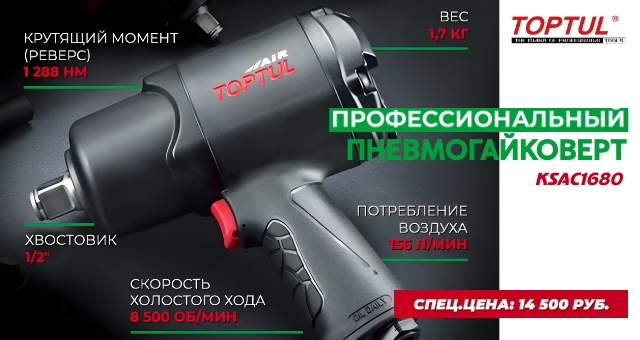 КРУТЯЩИЙ МОМЕНТ
(РЕВЕРС)
1 288 НМ
ВЕС
1,7 КГ
TOPTUL®
THE MARK OF PROFESSIONAL TOOLS
AIR
TOPTUL
ПРОФЕССИОНАЛЬНЫЙ
ПНЕВМОГАЙКОВЕРТ
KSAC1680
ХВОСТОВИК
1/2"
ПОТРЕБЛЕНИЕ
ВОЗДУХА
156 Л/МИН
СКОРОСТЬ
ХОЛОСТОГО ХОДА
8 500 ОБ/МИН
OIL DAILY
СПЕЦ.ЦЕНА: 14 500 РУБ.